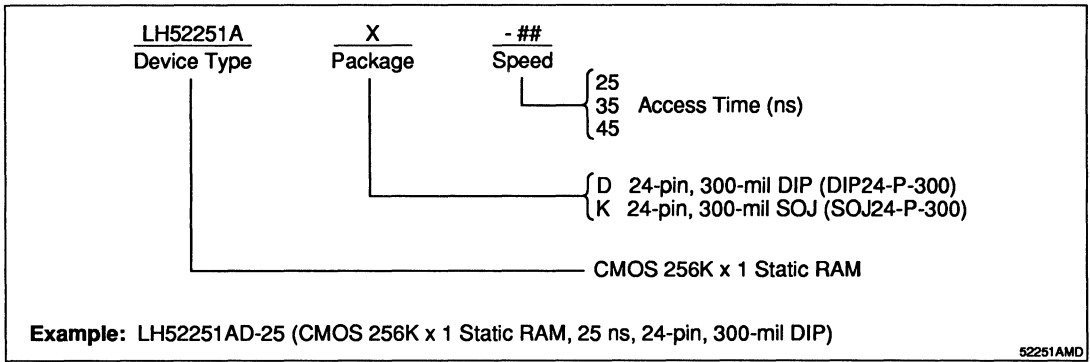 LH52251A X - ##
Device Type Package Speed
25
35 Access Time (ns)
45
D 24-pin, 300-mil DIP (DIP24-P-300)
K 24-pin, 300-mil SOJ (SOJ24-P-300)
CMOS 256K x 1 Static RAM
Example: LH52251AD-25 (CMOS 256K x 1 Static RAM, 25 ns, 24-pin, 300-mil DIP)
52251AMD